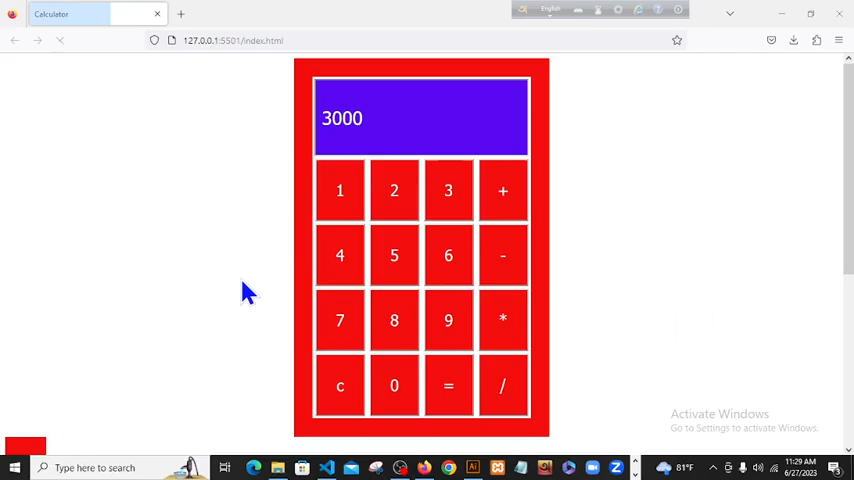 Calculator
English
127.0.0.1:5501/index.html
3000
1 2 3 +
4 5 6 -
7 8 9 *
c 0 = /
Activate Windows
Go to Settings to activate Windows.
Type here to search
81°F
11:29 AM
6/27/2023